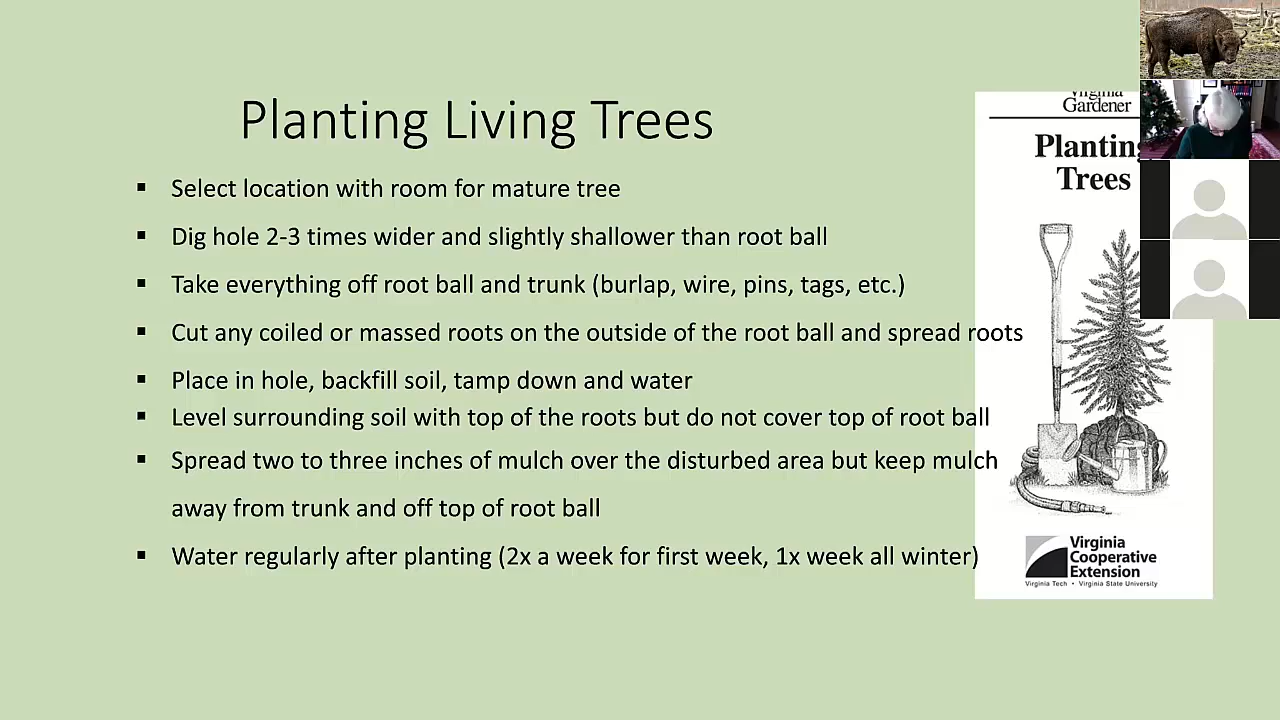 Planting Living Trees
▪ Select location with room for mature tree
▪ Dig hole 2-3 times wider and slightly shallower than root ball
▪ Take everything off root ball and trunk (burlap, wire, pins, tags, etc.)
▪ Cut any coiled or massed roots on the outside of the root ball and spread roots
▪ Place in hole, backfill soil, tamp down and water
▪ Level surrounding soil with top of the roots but do not cover top of root ball
▪ Spread two to three inches of mulch over the disturbed area but keep mulch
away from trunk and off top of root ball
▪ Water regularly after planting (2x a week for first week, 1x week all winter)
Virginia
Gardener
Planting
Trees
Virginia
Cooperative
Extension
Virginia Tech • Virginia State University